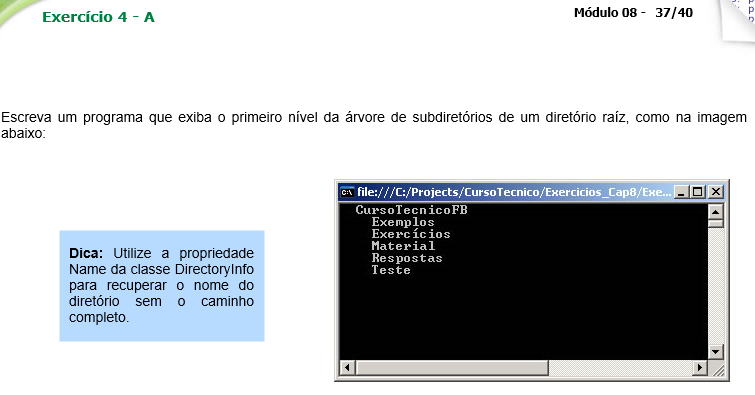 Exercício 4 - A
Módulo 08 - 37/40
Escreva um programa que exiba o primeiro nível da árvore de subdiretórios de um diretório raíz, como na imagem
abaixo:
Dica: Utilize a propriedade
Name da classe DirectoryInfo
para recuperar o nome do
diretório sem o caminho
completo.
file:///C:/Projects/CursoTecnico/Exercicios_Cap8/Exe...
CursoTecnicoFB
Exemplos
Exercícios
Material
Respostas
Teste